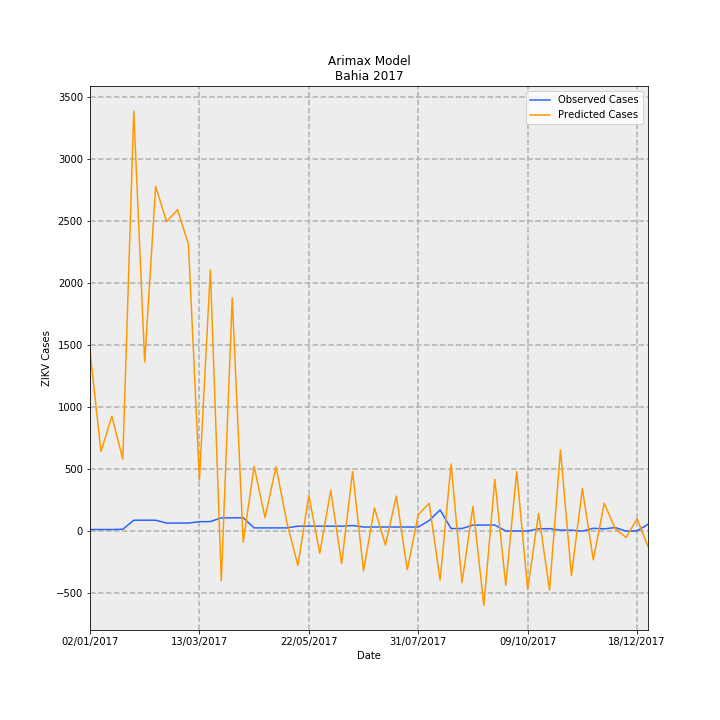 Arimax Model
Bahia 2017
Observed Cases
Predicted Cases
3500
3000
2500
2000
1500
1000
500
0
−500
ZIKV Cases
02/01/2017 13/03/2017 22/05/2017 31/07/2017 09/10/2017 18/12/2017
Date